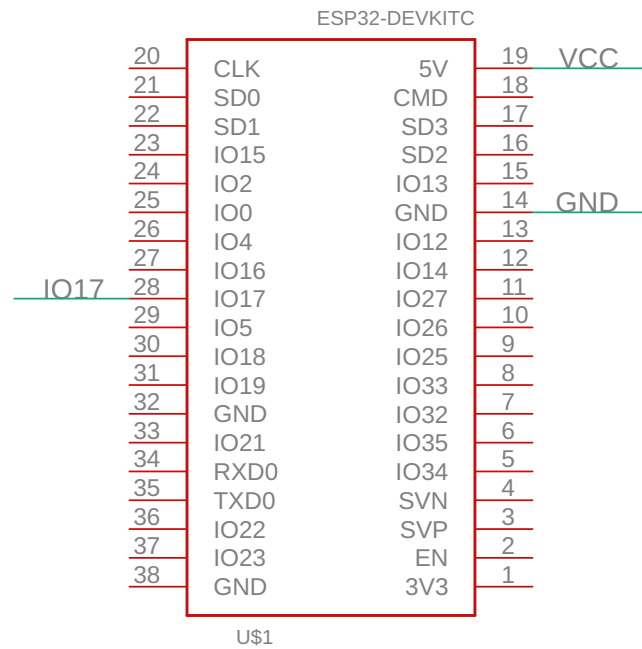 ESP32-DEVKITC
20 CLK 5V 19 VCC
21 SD0 CMD 18
22 SD1 SD3 17
23 IO15 SD2 16
24 IO2 IO13 15
25 IO0 GND 14 GND
26 IO4 IO12 13
27 IO16 IO14 12
IO17 28 IO17 IO27 11
29 IO5 IO26 10
30 IO18 IO25 9
31 IO19 IO33 8
32 GND IO32 7
33 IO21 IO35 6
34 RXD0 IO34 5
35 TXD0 SVN 4
36 IO22 SVP 3
37 IO23 EN 2
38 GND 3V3 1
U$1